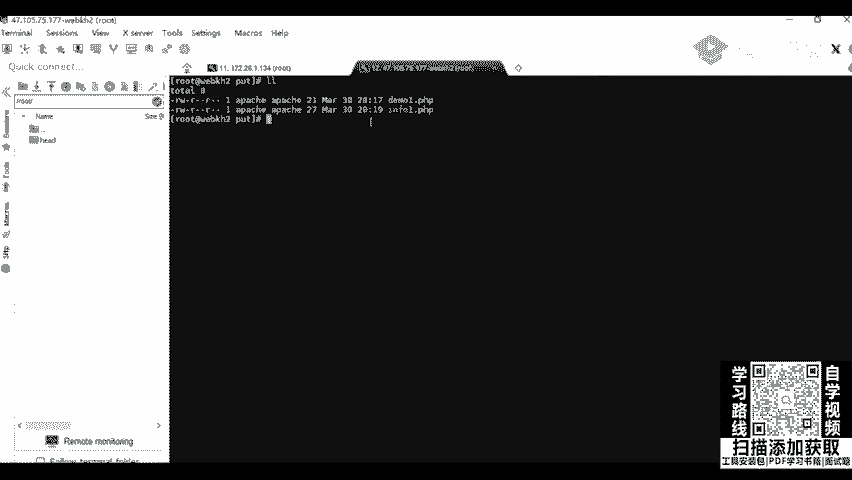 47.105.75.177-webkh2 (root)
Terminal Sessions View X server Tools Settings Macros Help
Quick connect...
11. 172.26.1.134 (root)
12. 47.105.75.177-webkh2 (root)
/root/
Name
Size
..
head
Sessions
Tools
Macros
Sftp
[root@webkh2 put]# ll
total 8
-rw-r--r-- 1 apache apache 21 Mar 30 20:17 demo1.php
-rw-r--r-- 1 apache apache 27 Mar 30 20:19 info1.php
[root@webkh2 put]#
Remote monitoring
Follow terminal folder
学习路线
自学视频
扫描添加获取
工具安装包|PDF学习书籍|面试题